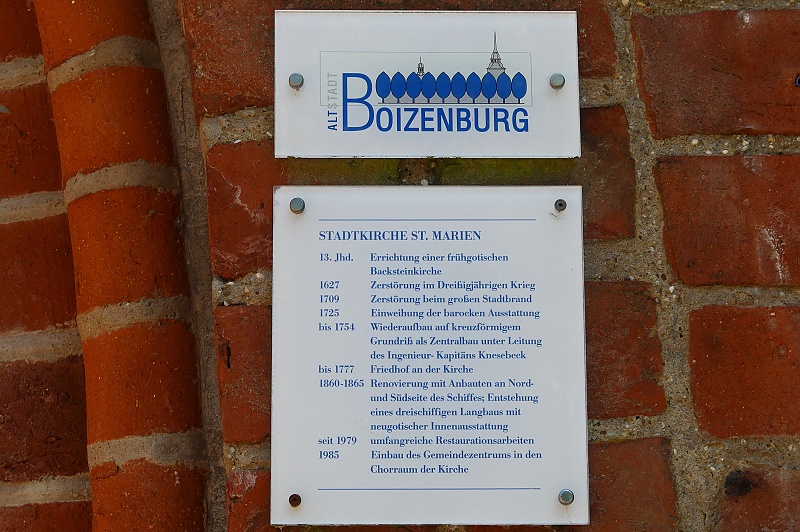 ALTSTADT
BOIZENBURG
STADTKIRCHE ST. MARIEN
13. Jhd. Errichtung einer frühgotischen
Backsteinkirche
1627 Zerstörung im Dreißigjährigen Krieg
1709 Zerstörung beim großen Stadtbrand
1725 Einweihung der barocken Ausstattung
bis 1754 Wiederaufbau auf kreuzförmigem
Grundriß als Zentralbau unter Leitung
des Ingenieur- Kapitäns Knesebeck
bis 1777 Friedhof an der Kirche
1860-1865 Renovierung mit Anbauten an Nord-
und Südseite des Schiffes; Entstehung
eines dreischiffigen Langbaus mit
neugotischer Innenausstattung
seit 1979 umfangreiche Restaurationsarbeiten
1985 Einbau des Gemeindezentrums in den
Chorraum der Kirche